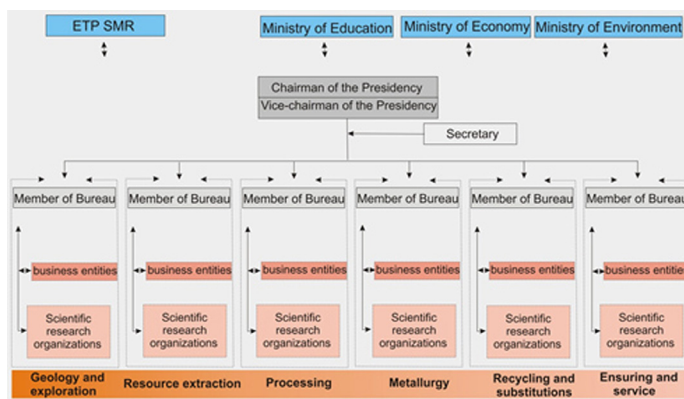 ETP SMR
Ministry of Education
Ministry of Economy
Ministry of Environment
Chairman of the Presidency
Vice-chairman of the Presidency
Secretary
Member of Bureau
Member of Bureau
Member of Bureau
Member of Bureau
Member of Bureau
Member of Bureau
business entities
business entities
business entities
business entities
business entities
business entities
Scientific
research
organizations
Scientific
research
organizations
Scientific
research
organizations
Scientific
research
organizations
Scientific
research
organizations
Scientific
research
organizations
Geology and
exploration
Resource extraction
Processing
Metallurgy
Recycling and
substitutions
Ensuring and
service